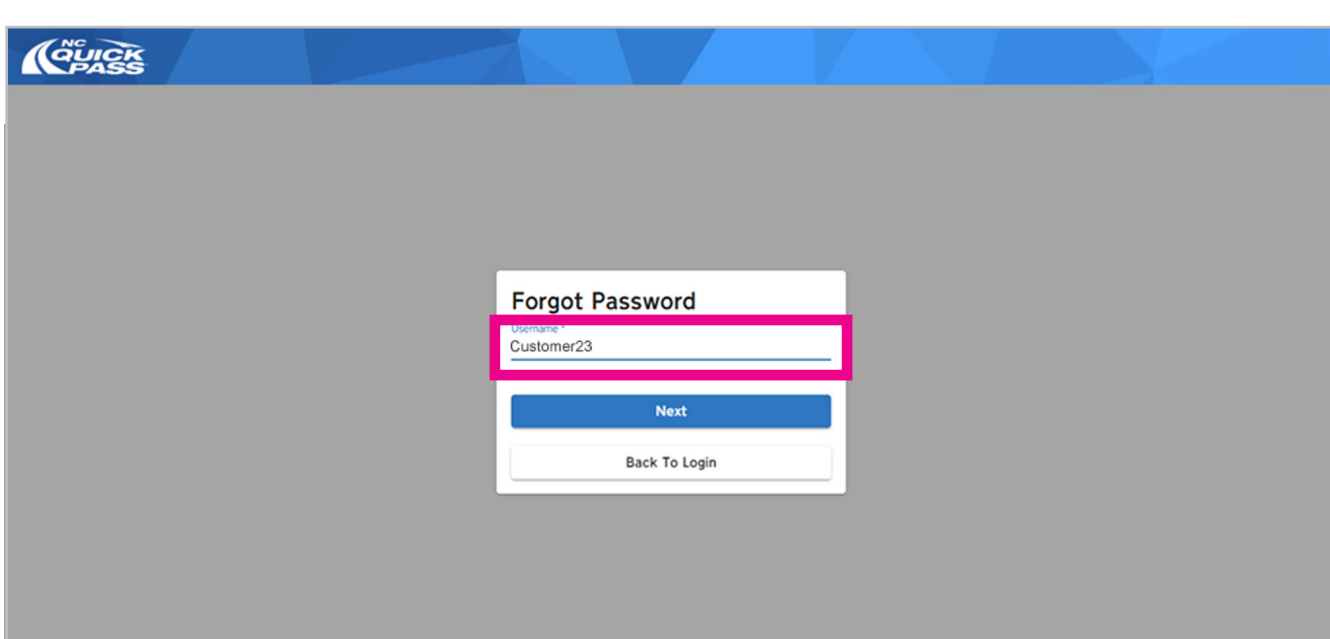 NC
QUICK
PASS
Forgot Password
Username *
Customer23
Next
Back To Login